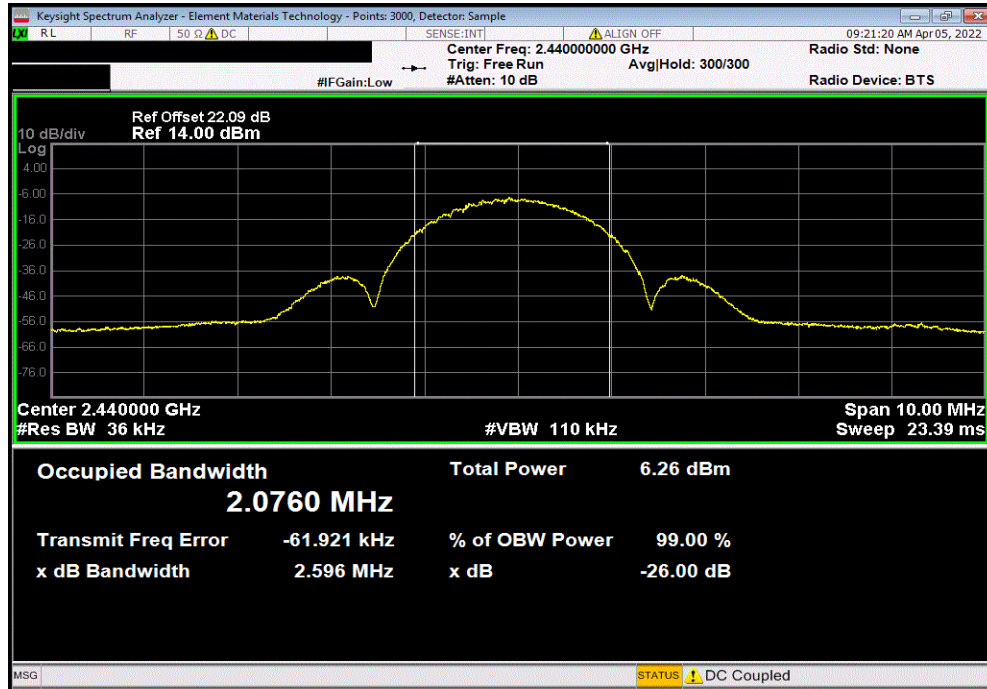 Keysight Spectrum Analyzer - Element Materials Technology - Points: 3000, Detector: Sample
LXI RL RF 50 Ω DC SENSE:INT ALIGN OFF 09:21:20 AM Apr 05, 2022
Center Freq: 2.440000000 GHz Radio Std: None
Trig: Free Run Avg|Hold: 300/300
#IFGain:Low #Atten: 10 dB Radio Device: BTS
Ref Offset 22.09 dB
10 dB/div Ref 14.00 dBm
Log
4.00
-6.00
-16.0
-26.0
-36.0
-46.0
-56.0
-66.0
-76.0
Center 2.440000 GHz Span 10.00 MHz
#Res BW 36 kHz #VBW 110 kHz Sweep 23.39 ms
Occupied Bandwidth Total Power 6.26 dBm
2.0760 MHz
Transmit Freq Error -61.921 kHz % of OBW Power 99.00 %
x dB Bandwidth 2.596 MHz x dB -26.00 dB
MSG STATUS DC Coupled